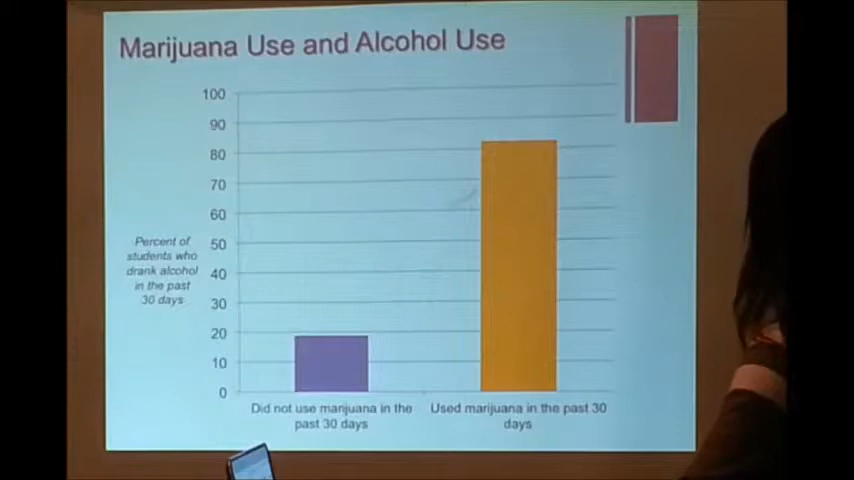 Marijuana Use and Alcohol Use
100
90
80
70
60
50
40
30
20
10
0
Percent of
students who
drank alcohol
in the past
30 days
Did not use marijuana in the
past 30 days
Used marijuana in the past 30
days